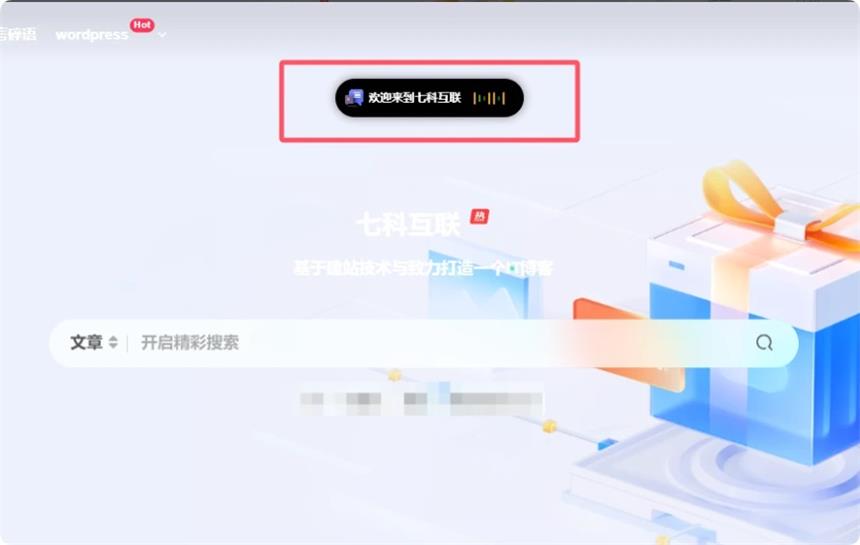 言碎语 wordpress Hot
欢迎来到七科互联
七科互联 热
基于建站技术与致力打造一个IT博客
文章 开启精彩搜索